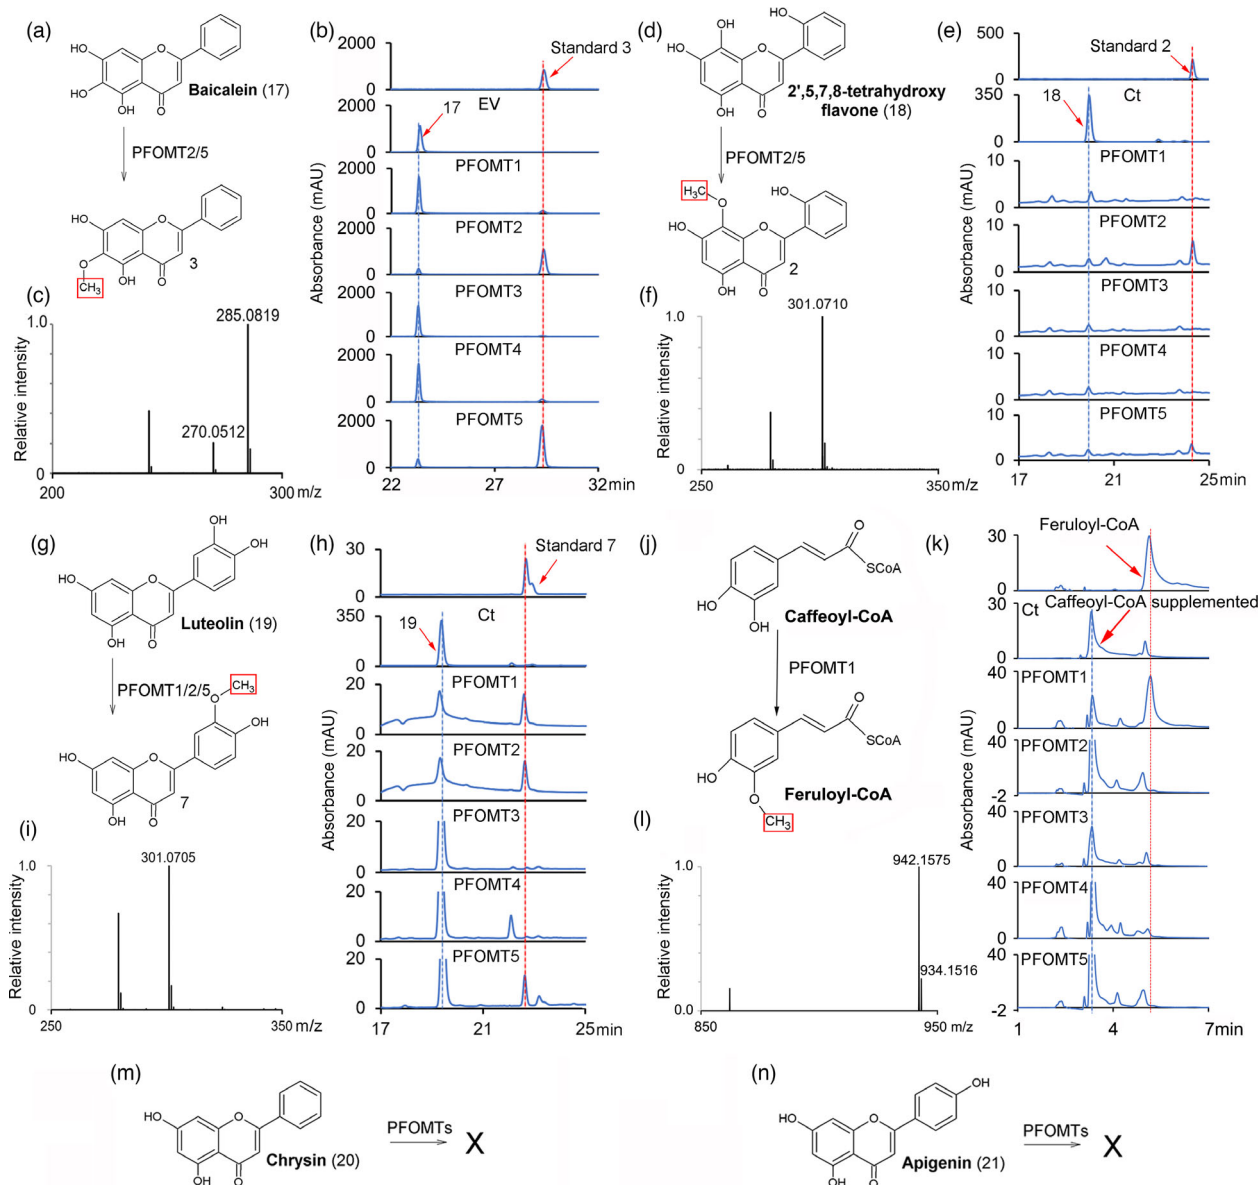 (a)
OH
HO
HO
OH
O
O
Baicalein (17)
PFOMT2/5
HO
O
O
OH
O
CH3
3
(b)
2000
Standard 3
0
2000
EV
17
0
2000
PFOMT1
0
2000
PFOMT2
0
2000
PFOMT3
0
2000
PFOMT4
0
2000
PFOMT5
0
22
27
32min
Absorbance (mAU)
(c)
1.0
285.0819
270.0512
0
200
300 m/z
Relative intensity
(d)
OH
OH
HO
O
OH
O
2',5,7,8-tetrahydroxy
flavone (18)
PFOMT2/5
H3C
O
OH
HO
O
OH
O
2
(e)
500
Standard 2
0
350
Ct
18
0
10
PFOMT1
0
10
PFOMT2
0
10
PFOMT3
0
10
PFOMT4
0
10
PFOMT5
0
17
21
25min
Absorbance (mAU)
(f)
301.0710
1.0
0
250
350 m/z
Relative intensity
(g)
OH
OH
HO
O
OH
O
Luteolin (19)
PFOMT1/2/5
CH3
O
OH
HO
O
OH
O
7
(h)
30
Standard 7
0
350
Ct
19
0
20
PFOMT1
0
20
PFOMT2
0
20
PFOMT3
0
20
PFOMT4
0
20
PFOMT5
0
17
21
25min
Absorbance (mAU)
(i)
1.0
301.0705
0
250
350
m/z
Relative intensity
(j)
O
SCoA
HO
OH
Caffeoyl-CoA
PFOMT1
O
SCoA
HO
O
CH3
Feruloyl-CoA
(k)
Feruloyl-CoA
30
0
30
Ct
Caffeoyl-CoA supplemented
0
40
PFOMT1
0
40
PFOMT2
-2
40
PFOMT3
0
40
PFOMT4
0
40
PFOMT5
-2
1
4
7min
Absorbance (mAU)
(l)
1.0
942.1575
934.1516
0.0
850
950 m/z
Relative intensity
(m)
HO
O
OH
O
Chrysin (20)
PFOMTs
X
(n)
OH
HO
O
OH
O
Apigenin (21)
PFOMTs
X